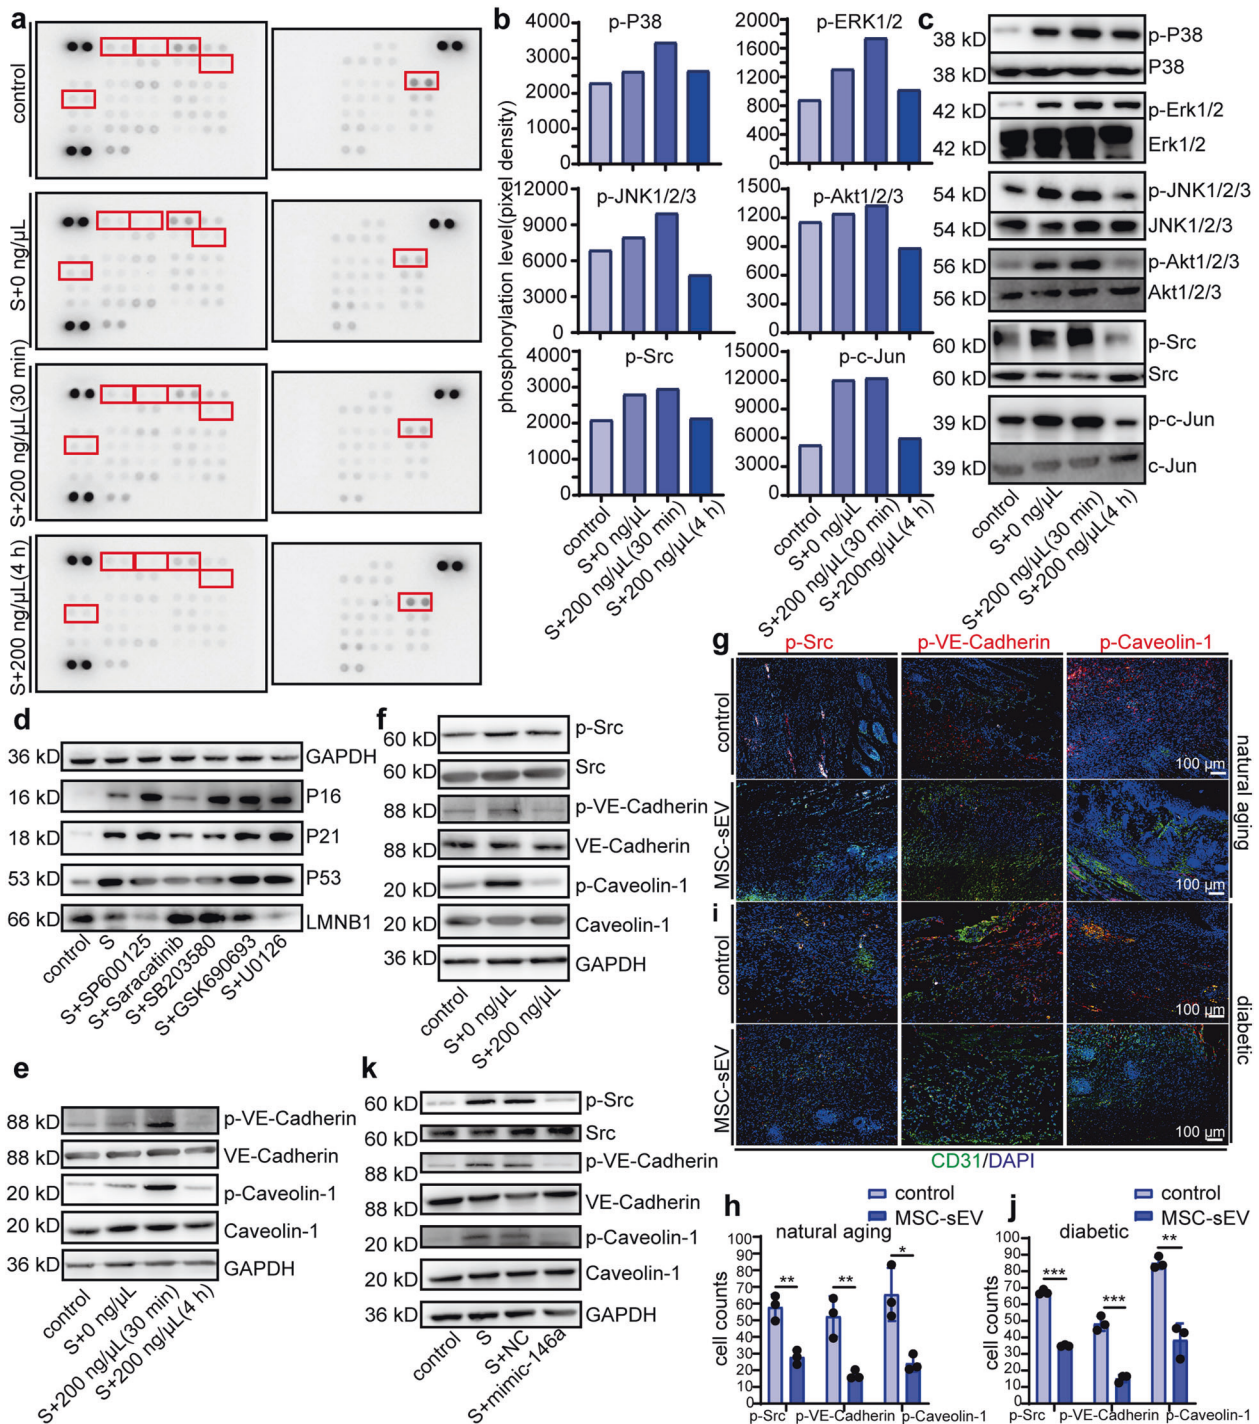 a
control
S+0 ng/µL
S+200 ng/µL(30 min)
S+200 ng/µL(4 h)
b
phosphorylation level(pixel density)
p-P38
4000
3000
2000
1000
0
p-ERK1/2
2000
1600
1200
800
400
0
p-JNK1/2/3
12000
9000
6000
3000
0
p-Akt1/2/3
1500
1200
900
600
300
0
p-Src
4000
3000
2000
1000
0
p-c-Jun
15000
12000
9000
6000
3000
0
control
S+0 ng/µL
S+200 ng/µL(30 min)
S+200 ng/µL(4 h)
control
S+0 ng/µL
S+200 ng/µL(30 min)
S+200ng/µL(4 h)
c
38 kD p-P38
38 kD P38
42 kD p-Erk1/2
42 kD Erk1/2
54 kD p-JNK1/2/3
54 kD JNK1/2/3
56 kD p-Akt1/2/3
56 kD Akt1/2/3
60 kD p-Src
60 kD Src
39 kD p-c-Jun
39 kD c-Jun
control
S+0 ng/µL
S+200 ng/µL(30 min)
S+200 ng/µL(4 h)
d
36 kD GAPDH
16 kD P16
18 kD P21
53 kD P53
66 kD LMNB1
control
S
S+SP600125
S+Saracatinib
S+SB203580
S+GSK690693
S+U0126
f
60 kD p-Src
60 kD Src
88 kD p-VE-Cadherin
88 kD VE-Cadherin
20 kD p-Caveolin-1
20 kD Caveolin-1
36 kD GAPDH
control
S+0 ng/µL
S+200 ng/µL
g
p-Src p-VE-Cadherin p-Caveolin-1
control
100 µm
MSC-sEV
100 µm
natural aging
i
control
100 µm
MSC-sEV
100 µm
diabetic
CD31/DAPI
e
88 kD p-VE-Cadherin
88 kD VE-Cadherin
20 kD p-Caveolin-1
20 kD Caveolin-1
36 kD GAPDH
control
S+0 ng/µL
S+200 ng/µL(30 min)
S+200 ng/µL(4 h)
k
60 kD p-Src
60 kD Src
88 kD p-VE-Cadherin
88 kD VE-Cadherin
20 kD p-Caveolin-1
20 kD Caveolin-1
36 kD GAPDH
control
S
S+NC
S+mimic-146a
h
control
MSC-sEV
natural aging
cell counts
100
90
80
70
60
50
40
30
20
10
** ** *
p-Src p-VE-Cadherin p-Caveolin-1
j
control
MSC-sEV
diabetic
cell counts
100
90
80
70
60
50
40
30
20
10
0
*** *** **
p-Src p-VE-Cadherin p-Caveolin-1